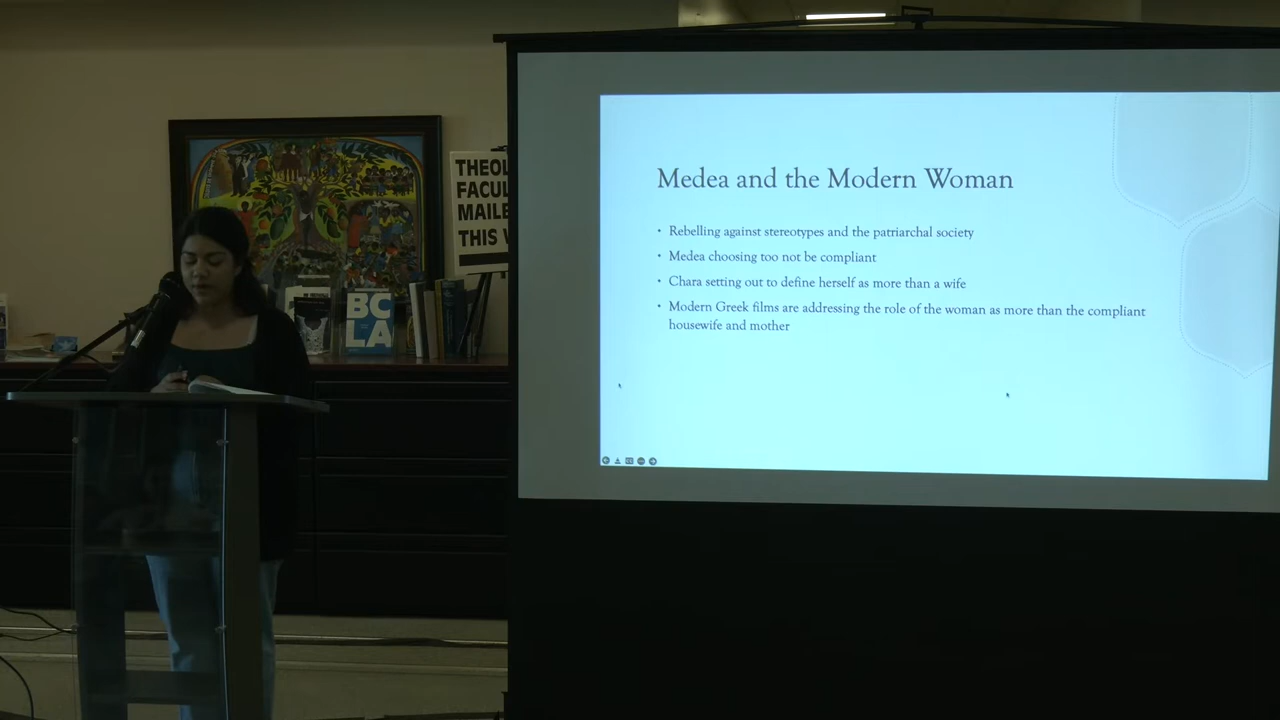 THEOL
FACUL
MAILE
THIS
BC
LA
Medea and the Modern Woman
• Rebelling against stereotypes and the patriarchal society
• Medea choosing too not be compliant
• Chara setting out to define herself as more than a wife
• Modern Greek films are addressing the role of the woman as more than the compliant
housewife and mother